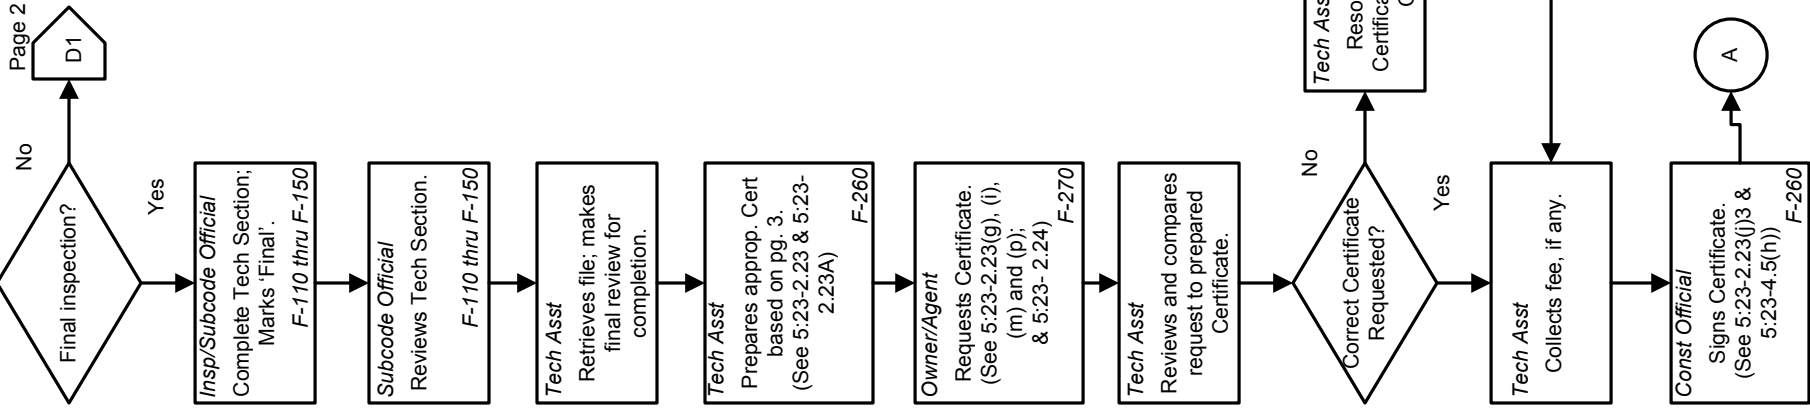 Page 2
D1
No
Final inspection?
Yes
Insp/Subcode Official
Complete Tech Section;
Marks ‘Final’.
F-110 thru F-150
Subcode Official
Reviews Tech Section.
F-110 thru F-150
Tech Asst
Retrieves file; makes
final review for
completion.
Tech Asst
Prepares approp. Cert
based on pg. 3.
(See 5:23-2.23 & 5:23-
2.23A)
F-260
Owner/Agent
Requests Certificate.
(See 5:23-2.23(g), (i),
(m) and (p);
& 5:23- 2.24)
F-270
Tech Asst
Reviews and compares
request to prepared
Certificate.
Correct Certificate
Requested?
No
Tech Ass
Reso
Certifica
Yes
Tech Asst
Collects fee, if any.
Const Official
Signs Certificate.
(See 5:23-2.23(j)3 &
5:23-4.5(h))
F-260
A